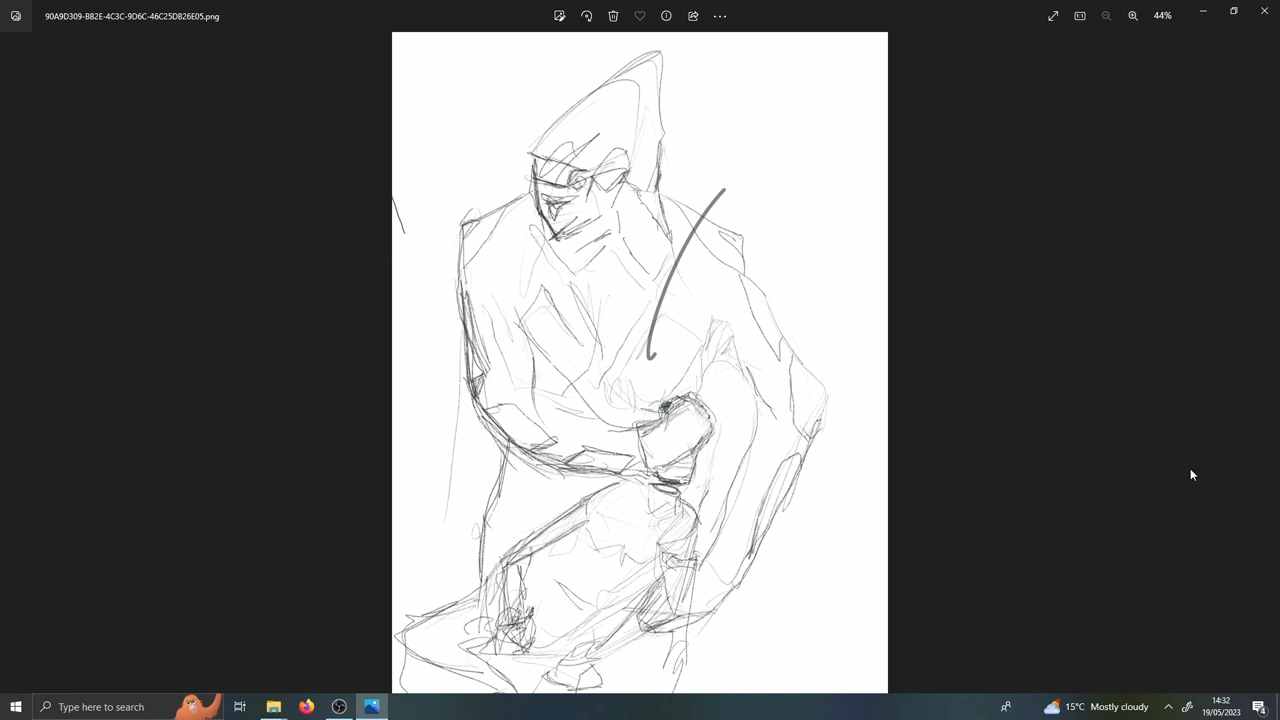 90A9D309-BB2E-4C3C-9D6C-46C25DB26E05.png
44%
Type here to search
15°C Mostly cloudy
14:32
19/05/2023